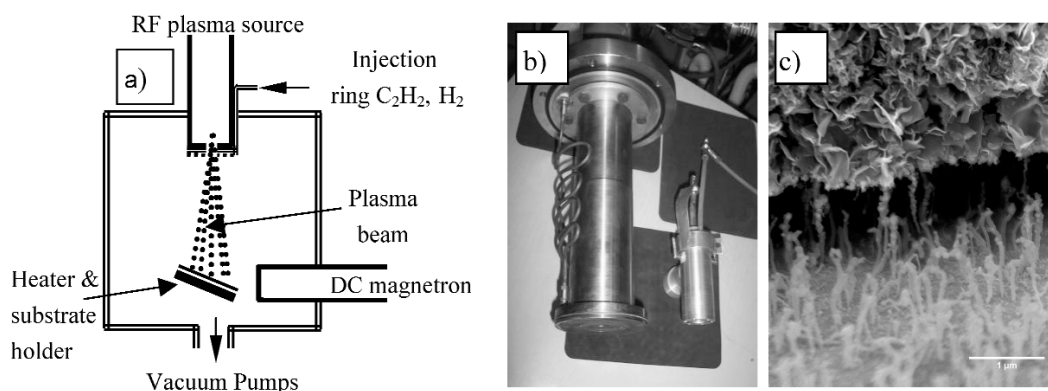 RF plasma source
a)
Injection
ring C₂H₂, H₂
Plasma
beam
Heater &
substrate
holder
DC magnetron
Vacuum Pumps
b)
c)
1 µm